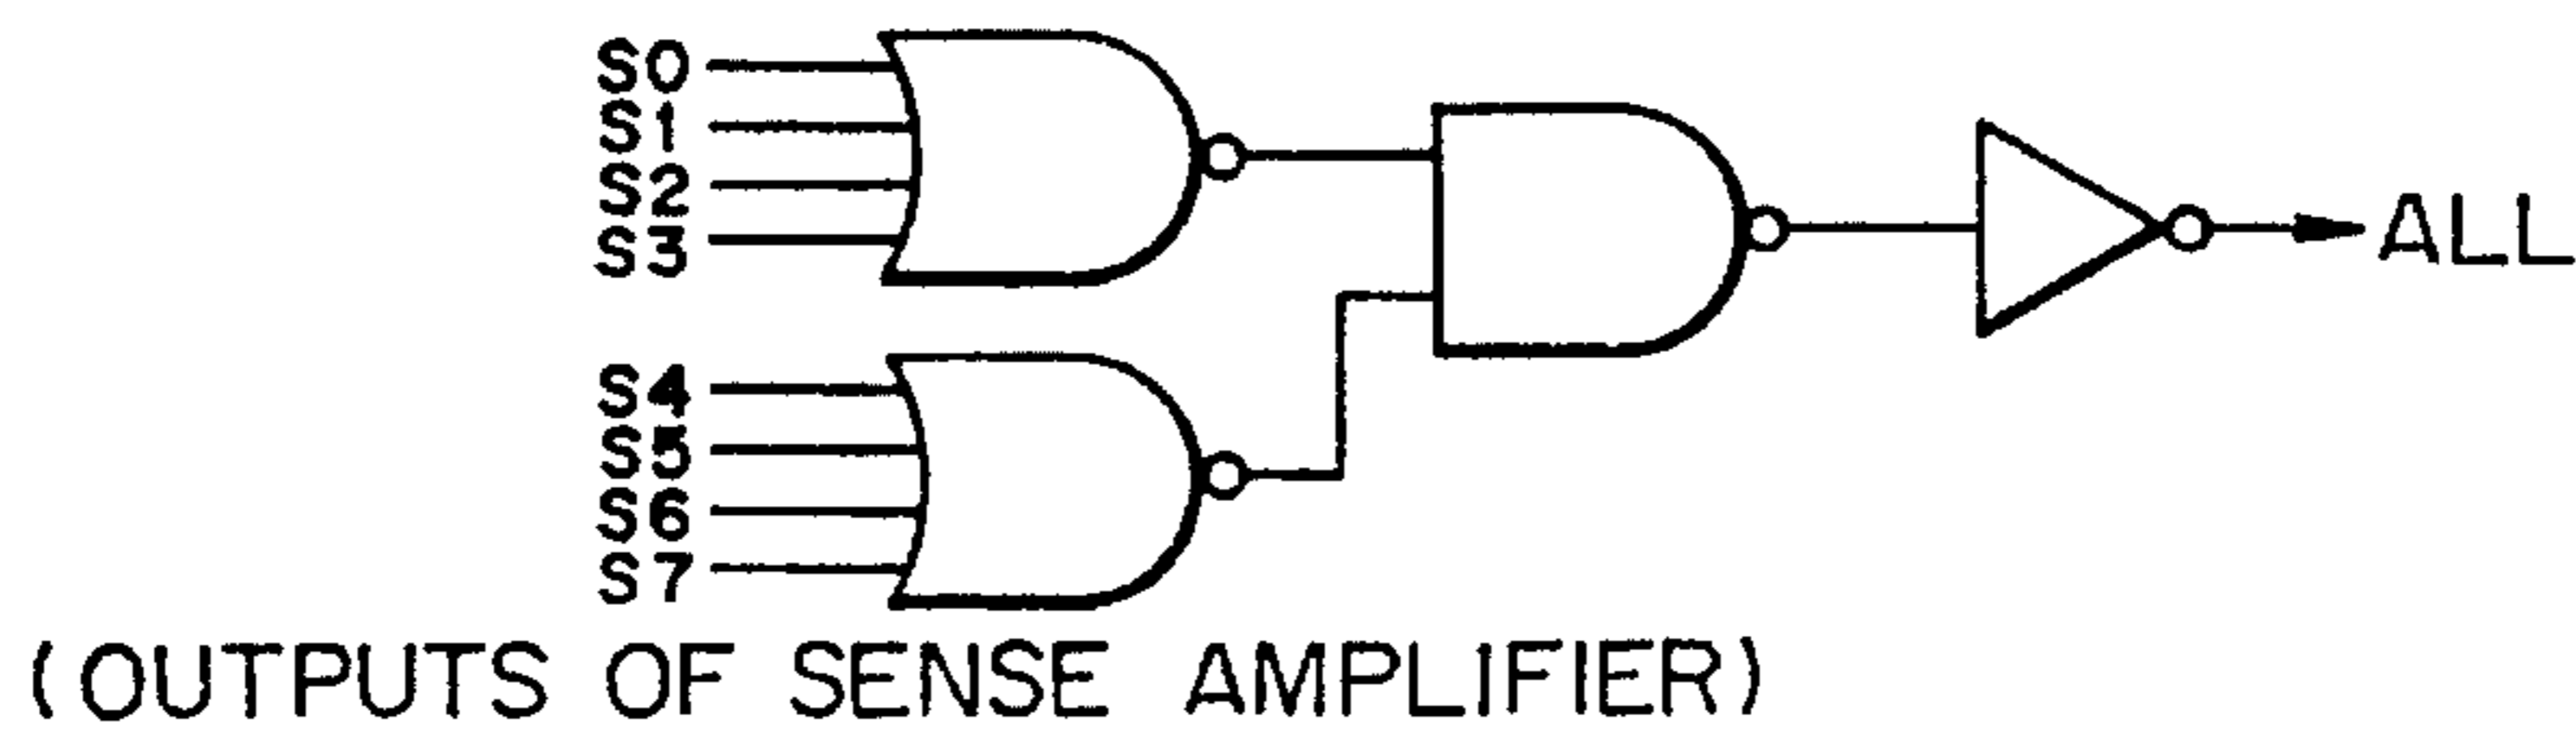 S0
S1
S2
S3
ALL
S4
S5
S6
S7
(OUTPUTS OF SENSE AMPLIFIER)